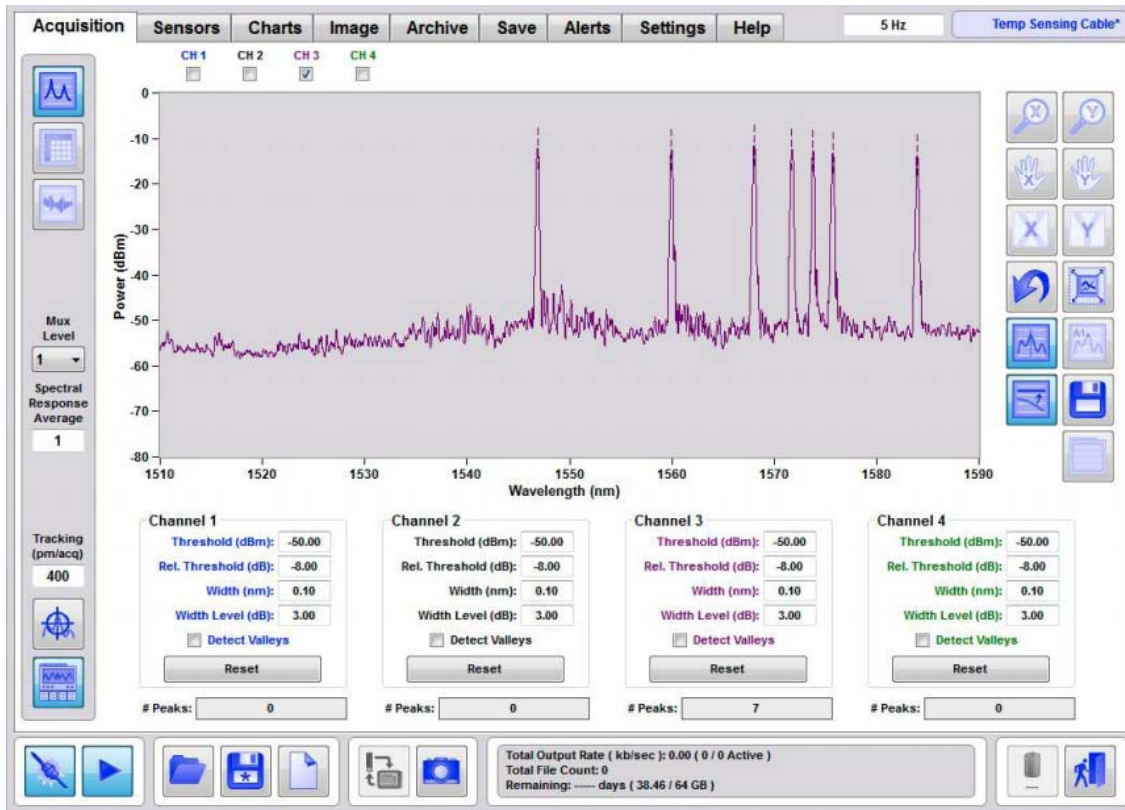 Acquisition Sensors Charts Image Archive Save Alerts Settings Help 5 Hz Temp Sensing Cable*
CH 1 CH 2 CH 3 CH 4
Mux
Level
1
Spectral
Response
Average
1
Tracking
(pm/acq)
400
Power (dBm)
0
-10
-20
-30
-40
-50
-60
-70
-80
1510 1520 1530 1540 1550 1560 1570 1580 1590
Wavelength (nm)
X Y
X Y
X Y
A1
Channel 1
Threshold (dBm): -50.00
Rel. Threshold (dB): -8.00
Width (nm): 0.10
Width Level (dB): 3.00
Detect Valleys
Reset
# Peaks: 0
Channel 2
Threshold (dBm): -50.00
Rel. Threshold (dB): -8.00
Width (nm): 0.10
Width Level (dB): 3.00
Detect Valleys
Reset
# Peaks: 0
Channel 3
Threshold (dBm): -50.00
Rel. Threshold (dB): -8.00
Width (nm): 0.10
Width Level (dB): 3.00
Detect Valleys
Reset
# Peaks: 7
Channel 4
Threshold (dBm): -50.00
Rel. Threshold (dB): -8.00
Width (nm): 0.10
Width Level (dB): 3.00
Detect Valleys
Reset
# Peaks: 0
Total Output Rate ( kb/sec ): 0.00 ( 0 / 0 Active )
Total File Count: 0
Remaining: ----- days ( 38.46 / 64 GB )
----